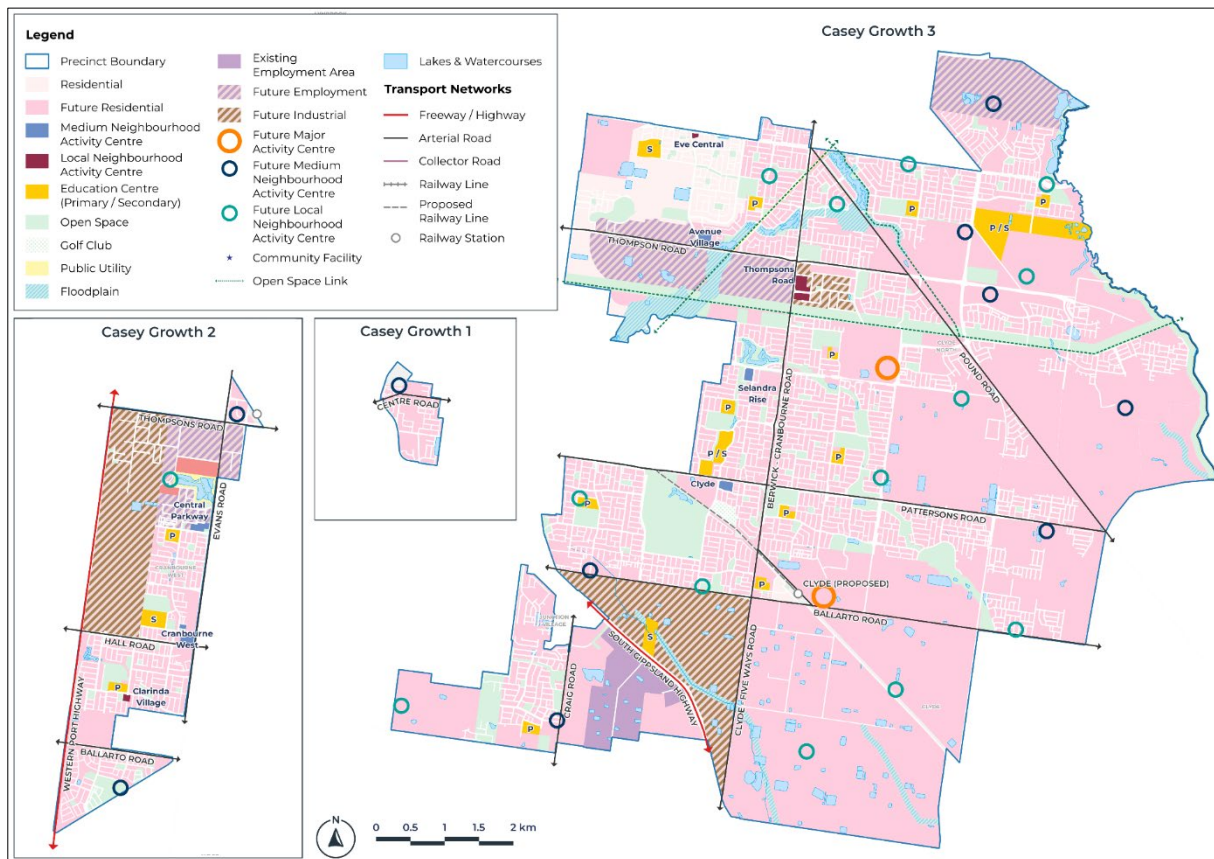 Legend
Precinct Boundary
Residential
Future Residential
Medium Neighbourhood
Activity Centre
Local Neighbourhood
Activity Centre
Education Centre
(Primary / Secondary)
Open Space
Golf Club
Public Utility
Floodplain
Existing
Employment Area
Future Employment
Future Industrial
Future Major
Activity Centre
Future Medium
Neighbourhood
Activity Centre
Future Local
Neighbourhood
Activity Centre
Community Facility
Open Space Link
Lakes & Watercourses
Transport Networks
Freeway / Highway
Arterial Road
Collector Road
Railway Line
Proposed
Railway Line
Railway Station
Casey Growth 2
THOMPSONS ROAD
EVANS ROAD
Central
Parkway
P
CRANBOURNE
WEST
S
Cranbourne
West
HALL ROAD
P
Clarinda
Village
WESTERN PORT HIGHWAY
BALLARTO ROAD
Casey Growth 1
CENTRE ROAD
Casey Growth 3
S
Eve Central
P
P
P
P / S
Avenue
Village
THOMPSON ROAD
Thompsons
Road
CLYDE
NORTH
POUND ROAD
P
Selandra
Rise
BERWICK - CRANBOURNE ROAD
P
P / S
P
Clyde
PATTERSONS ROAD
P
P
CLYDE (PROPOSED)
P
BALLARTO ROAD
S
SOUTH GIPPSLAND HIGHWAY
CLYDE - FIVE WAYS ROAD
CLYDE
CRAIG ROAD
P
N
0 0.5 1 1.5 2 km